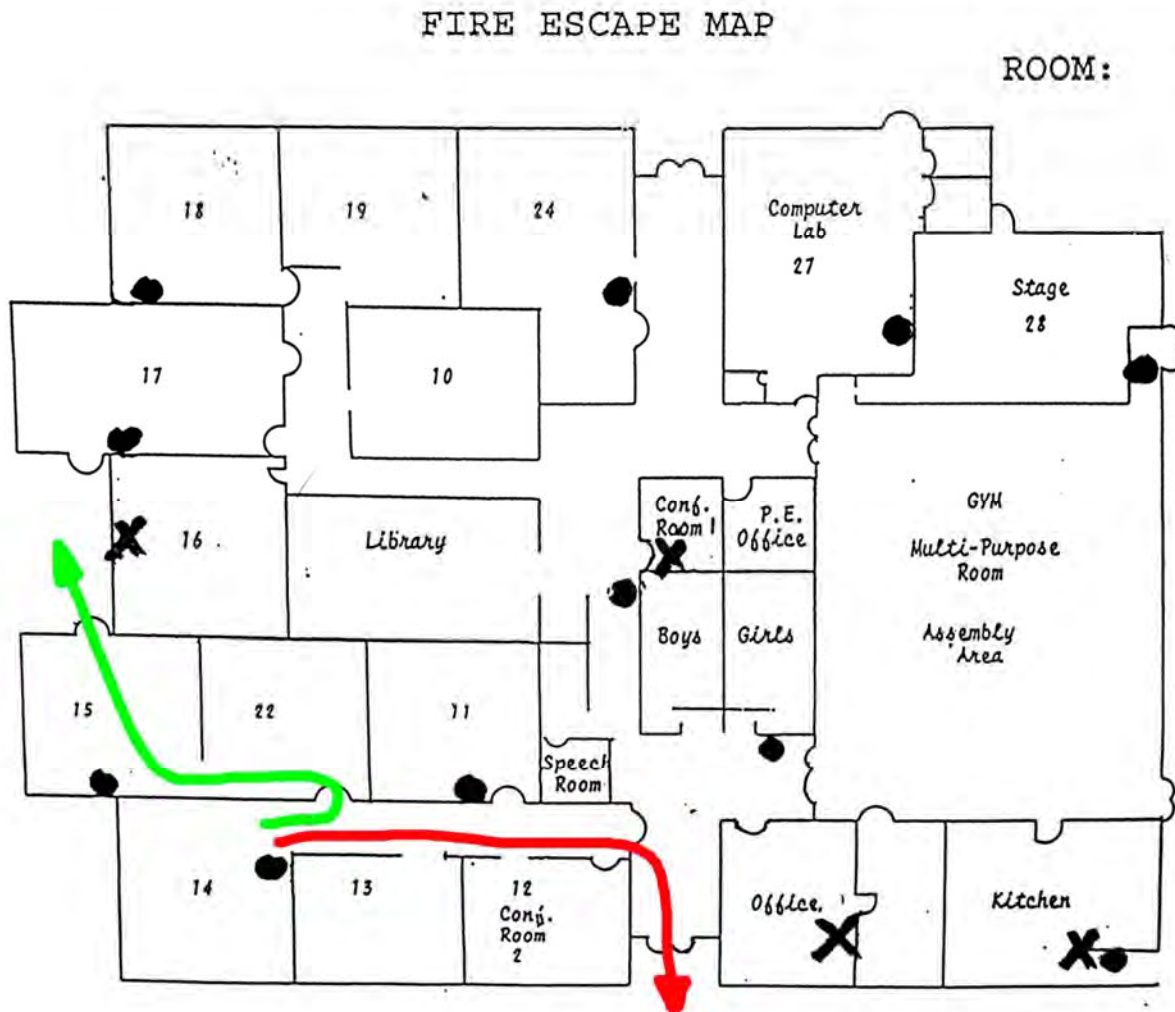 FIRE ESCAPE MAP
ROOM:
18
19
24
Computer
Lab
27
Stage
28
17
10
16
Library
Conf.
Room 1
P.E.
Office
GYM
Multi-Purpose
Room
Assembly
Area
Boys
Girls
15
22
11
Speech
Room
14
13
12
Conf.
Room
2
Office
Kitchen